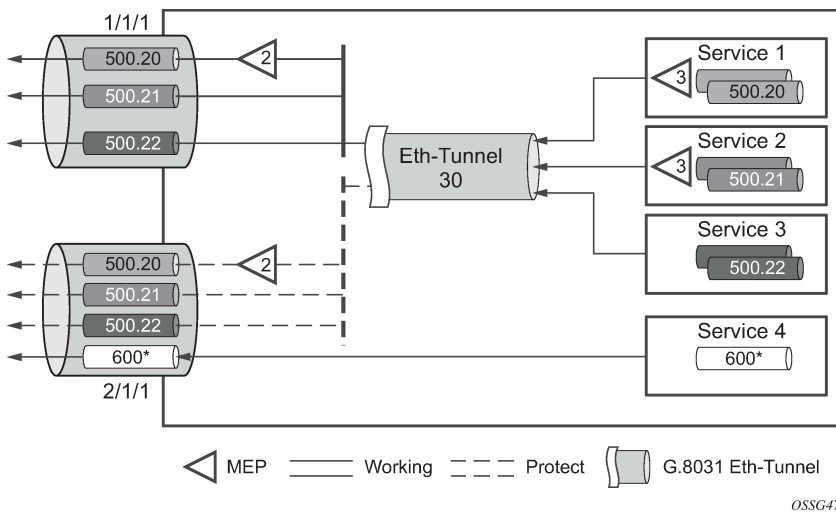 1/1/1
500.20
500.21
500.22
2
Eth-Tunnel
30
Service 1
3
500.20
Service 2
3
500.21
Service 3
500.22
Service 4
600*
500.20
2
500.21
500.22
600*
2/1/1
MEP
Working
Protect
G.8031 Eth-Tunnel